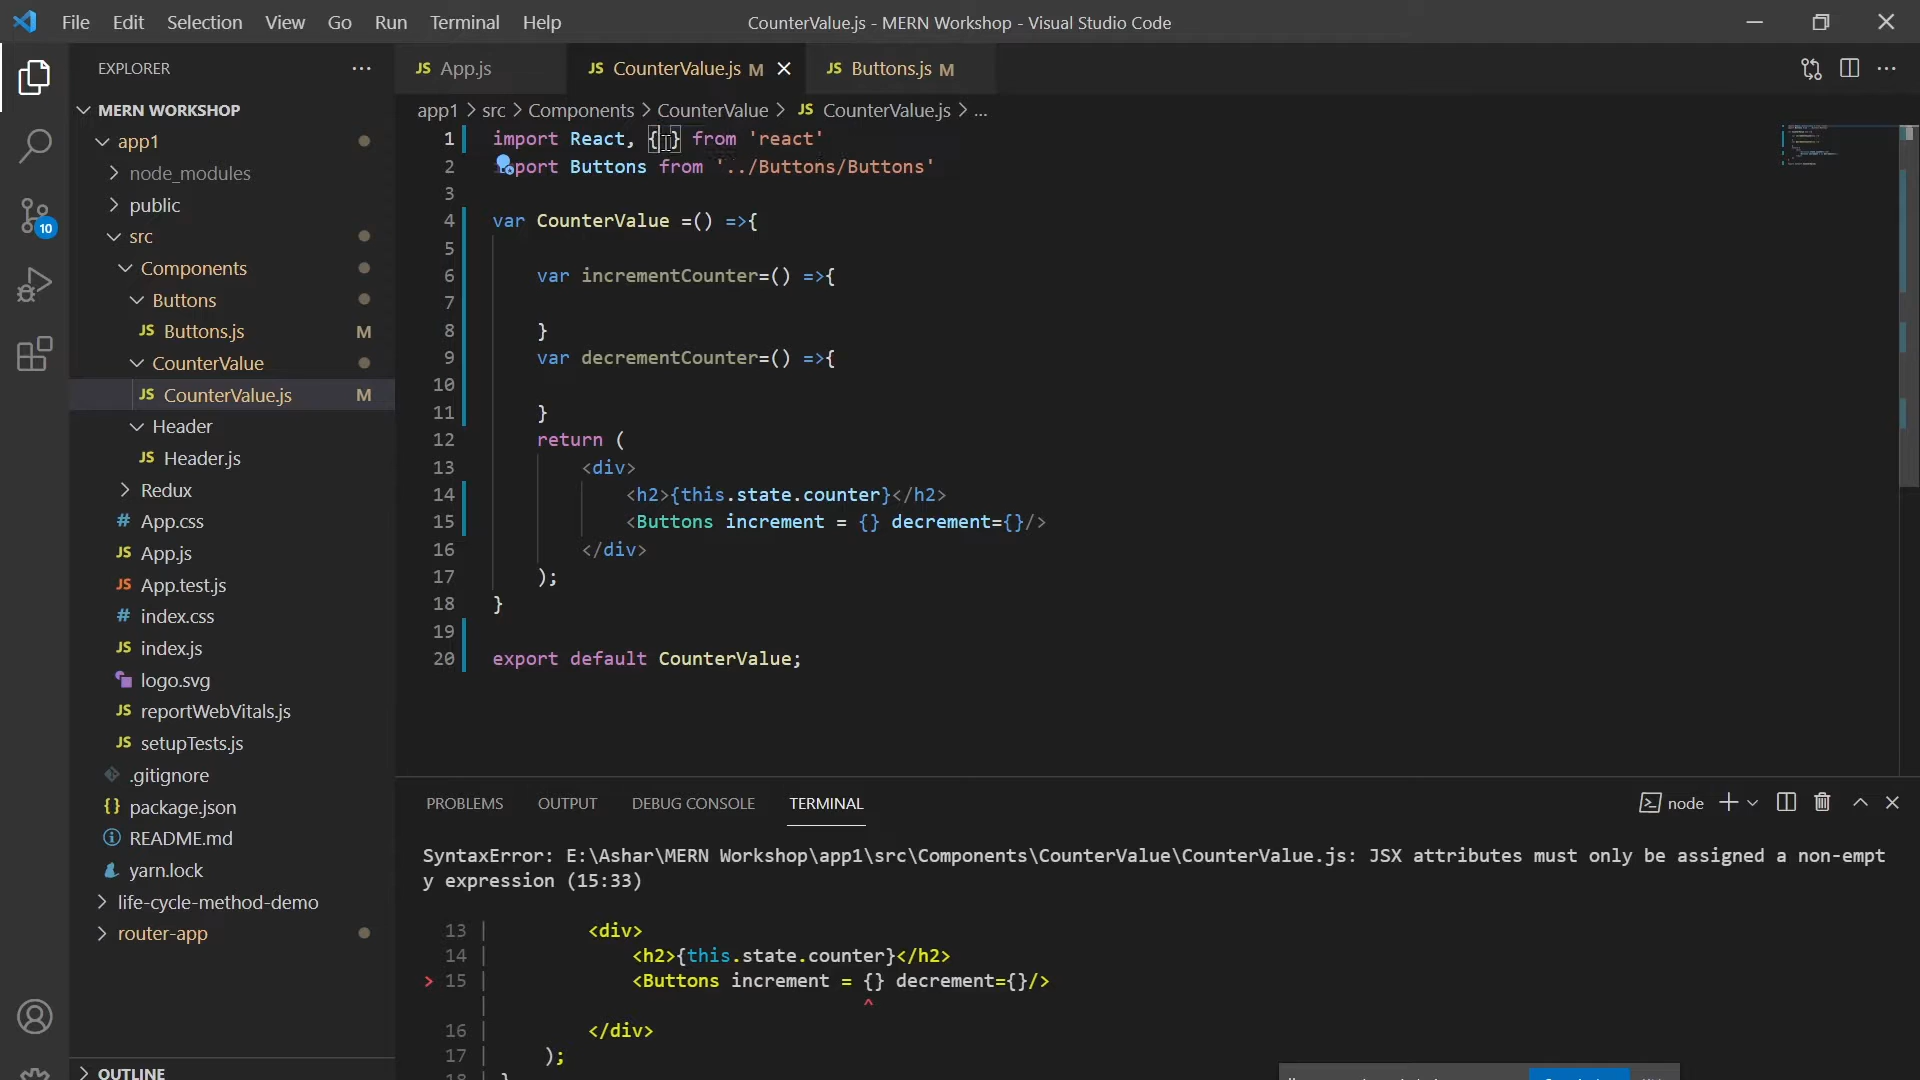 File Edit Selection View Go Run Terminal Help
CounterValue.js - MERN Workshop - Visual Studio Code
EXPLORER
MERN WORKSHOP
app1
node_modules
public
src
Components
Buttons
JS Buttons.js M
CounterValue
JS CounterValue.js M
Header
JS Header.js
Redux
# App.css
JS App.js
JS App.test.js
# index.css
JS index.js
logo.svg
JS reportWebVitals.js
JS setupTests.js
.gitignore
{} package.json
README.md
yarn.lock
life-cycle-method-demo
router-app
OUTLINE
10
JS App.js JS CounterValue.js M JS Buttons.js M
app1 > src > Components > CounterValue > JS CounterValue.js > ...
1 import React, {} from 'react'
2 import Buttons from '../Buttons/Buttons'
3
4 var CounterValue =() =>{
5
6 var incrementCounter=() =>{
7
8 }
9 var decrementCounter=() =>{
10
11 }
12 return (
13 <div>
14 <h2>{this.state.counter}</h2>
15 <Buttons increment = {} decrement={}/>
16 </div>
17 );
18 }
19
20 export default CounterValue;
PROBLEMS OUTPUT DEBUG CONSOLE TERMINAL
node
SyntaxError: E:\Ashar\MERN Workshop\app1\src\Components\CounterValue\CounterValue.js: JSX attributes must only be assigned a non-empt
y expression (15:33)
13 | <div>
14 | <h2>{this.state.counter}</h2>
> 15 | <Buttons increment = {} decrement={}/>
| ^
16 | </div>
17 | );
18 | }